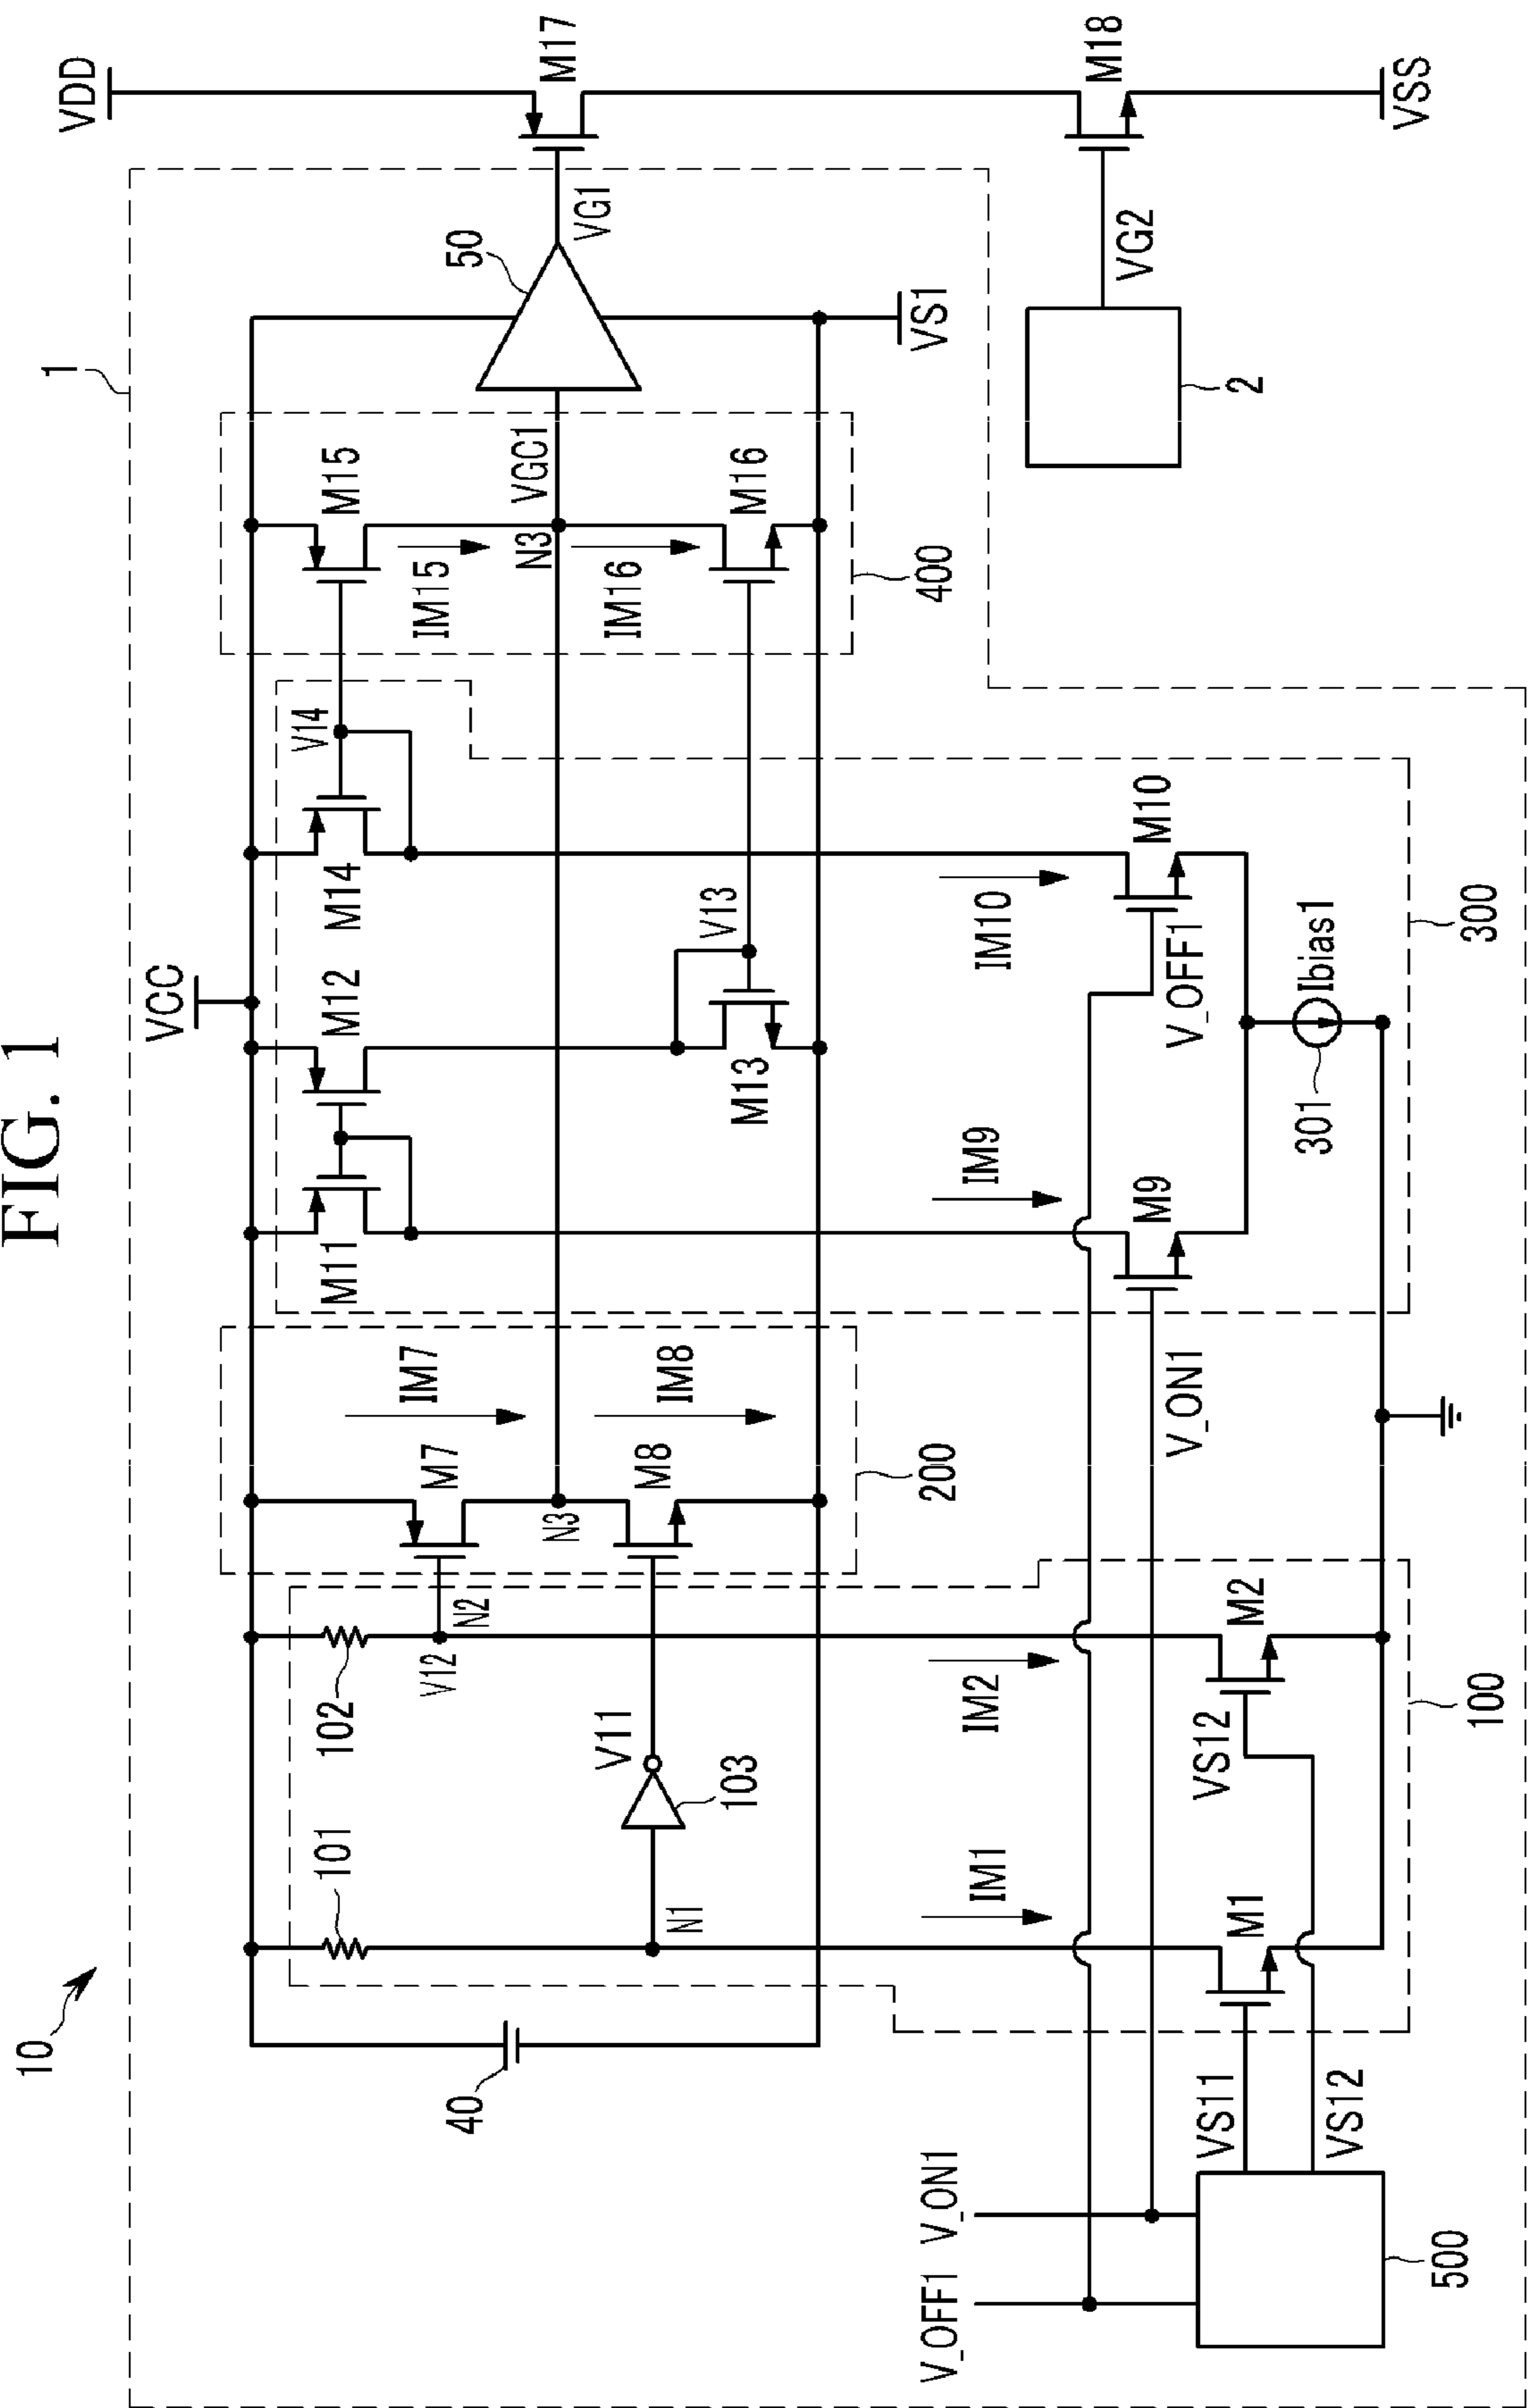 FIG. 1
10
1
VCC
VDD
40
101
102
N1
103
V11
V12
N2
M7
M8
N3
IM7
IM8
200
M11
M12
M13
V13
M14
V14
M15
IM15
N3
VGC1
IM16
M16
400
50
VG1
VS1
M17
M18
VG2
2
VSS
IM1
IM2
IM9
IM10
M1
M2
VS12
M9
M10
V_ON1
V_OFF1
301
Ibias1
300
100
V_OFF1
V_ON1
VS11
VS12
500